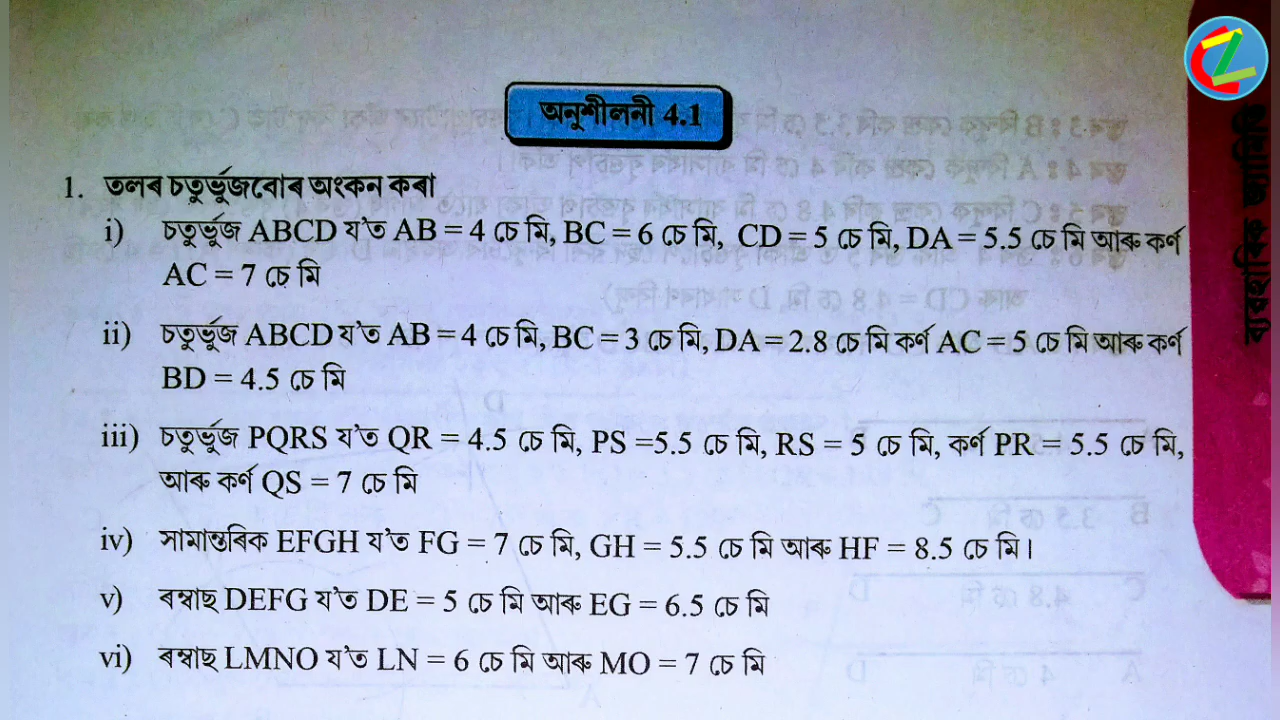 অনুশীলনী 4.1
1. তলৰ চতুৰ্ভুজবোৰ অংকন কৰা
i) চতুৰ্ভুজ ABCD য'ত AB = 4 চে মি, BC = 6 চে মি, CD = 5 চে মি, DA = 5.5 চে মি আৰু কৰ্ণ
AC = 7 চে মি
ii) চতুৰ্ভুজ ABCD য'ত AB = 4 চে মি, BC = 3 চে মি, DA = 2.8 চে মি কৰ্ণ AC = 5 চে মি আৰু কৰ্ণ
BD = 4.5 চে মি
iii) চতুৰ্ভুজ PQRS য'ত QR = 4.5 চে মি, PS =5.5 চে মি, RS = 5 চে মি, কৰ্ণ PR = 5.5 চে মি,
আৰু কৰ্ণ QS = 7 চে মি
iv) সামান্তৰিক EFGH য'ত FG = 7 চে মি, GH = 5.5 চে মি আৰু HF = 8.5 চে মি।
v) ৰম্বাছ DEFG য'ত DE = 5 চে মি আৰু EG = 6.5 চে মি
vi) ৰম্বাছ LMNO য'ত LN = 6 চে মি আৰু MO = 7 চে মি
ব্যৱহাৰিক জ্যামিতি